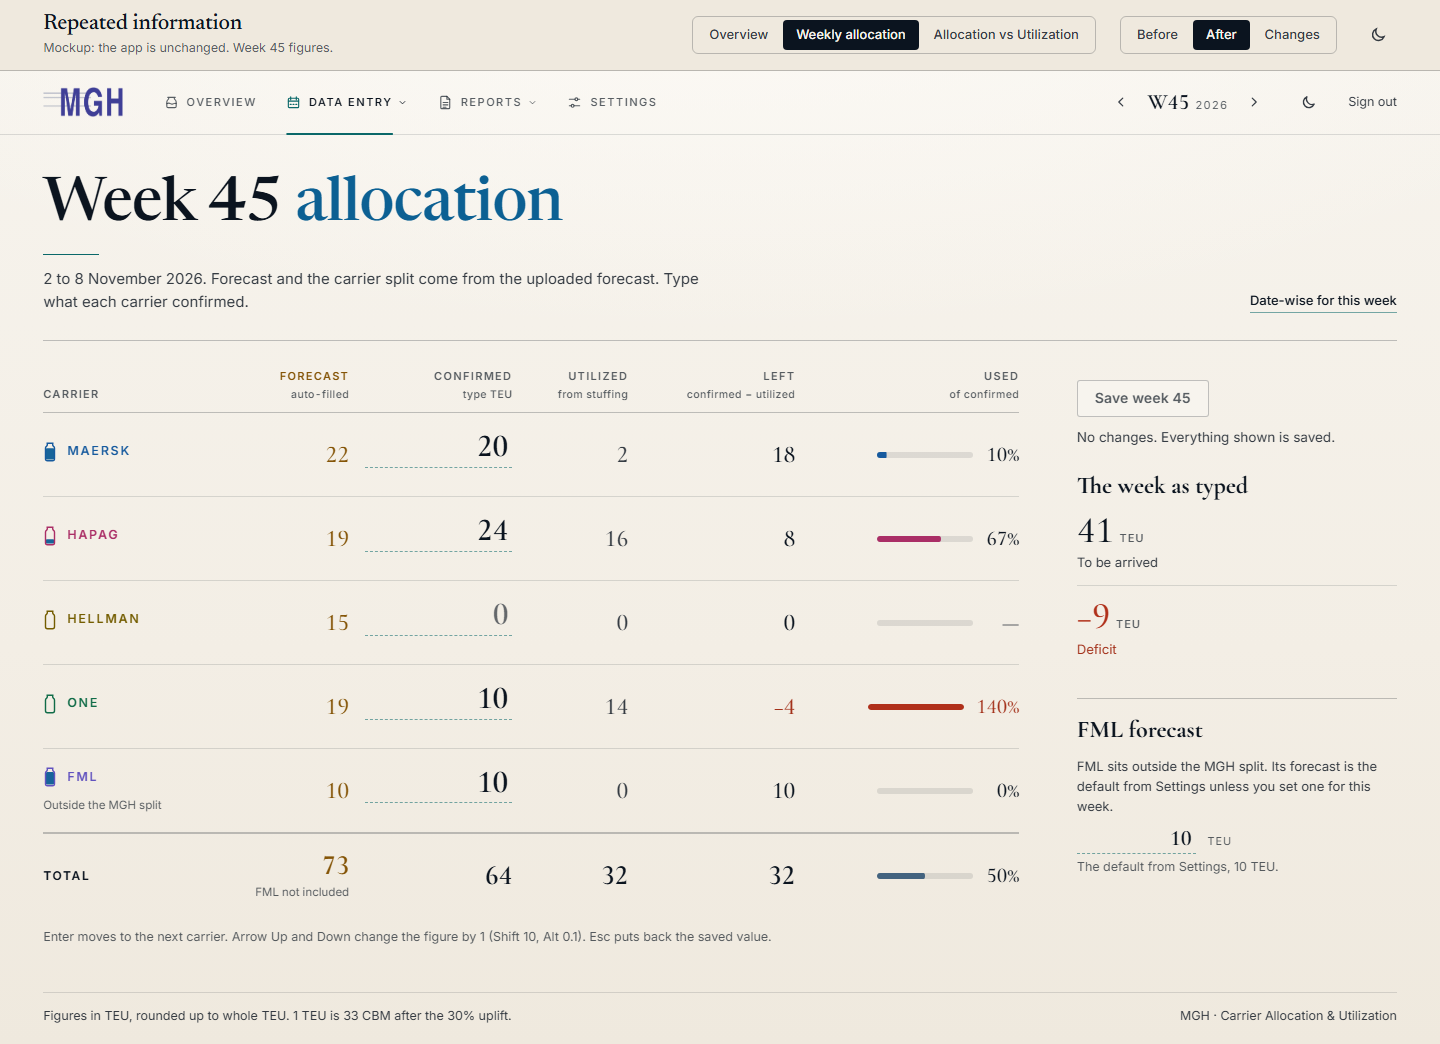 Repeated information
Mockup: the app is unchanged. Week 45 figures.
Overview Weekly allocation Allocation vs Utilization
Before After Changes
MGH
OVERVIEW DATA ENTRY REPORTS SETTINGS
W45 2026
Sign out
Week 45 allocation
2 to 8 November 2026. Forecast and the carrier split come from the uploaded forecast. Type
what each carrier confirmed.
Date-wise for this week
CARRIER
FORECAST
auto-filled
CONFIRMED
type TEU
UTILIZED
from stuffing
LEFT
confirmed – utilized
USED
of confirmed
MAERSK 22 20 2 18 10%
HAPAG 19 24 16 8 67%
HELLMAN 15 0 0 0 —
ONE 19 10 14 –4 140%
FML 10 10 0 10 0%
Outside the MGH split
TOTAL 73 64 32 32 50%
FML not included
Enter moves to the next carrier. Arrow Up and Down change the figure by 1 (Shift 10, Alt 0.1). Esc puts back the saved value.
Save week 45
No changes. Everything shown is saved.
The week as typed
41 TEU
To be arrived
–9 TEU
Deficit
FML forecast
FML sits outside the MGH split. Its forecast is the
default from Settings unless you set one for this
week.
10 TEU
The default from Settings, 10 TEU.
Figures in TEU, rounded up to whole TEU. 1 TEU is 33 CBM after the 30% uplift.
MGH · Carrier Allocation & Utilization